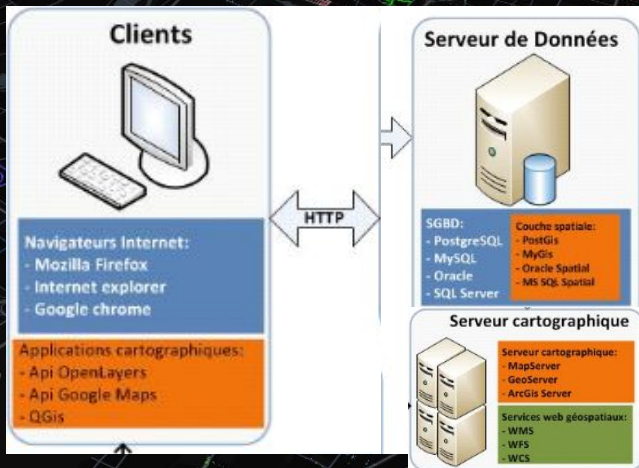 Clients
Navigateurs Internet:
- Mozilla Firefox
- Internet explorer
- Google chrome
Applications cartographiques:
- Api OpenLayers
- Api Google Maps
- QGis
HTTP
Serveur de Données
SGBD:
- PostgreSQL
- MySQL
- Oracle
- SQL Server
Couche spatiale:
- PostGis
- MyGis
- Oracle Spatial
- MS SQL Spatial
Serveur cartographique
Serveur cartographique:
- MapServer
- GeoServer
- ArcGis Server
Services web géospatiaux:
- WMS
- WFS
- WCS